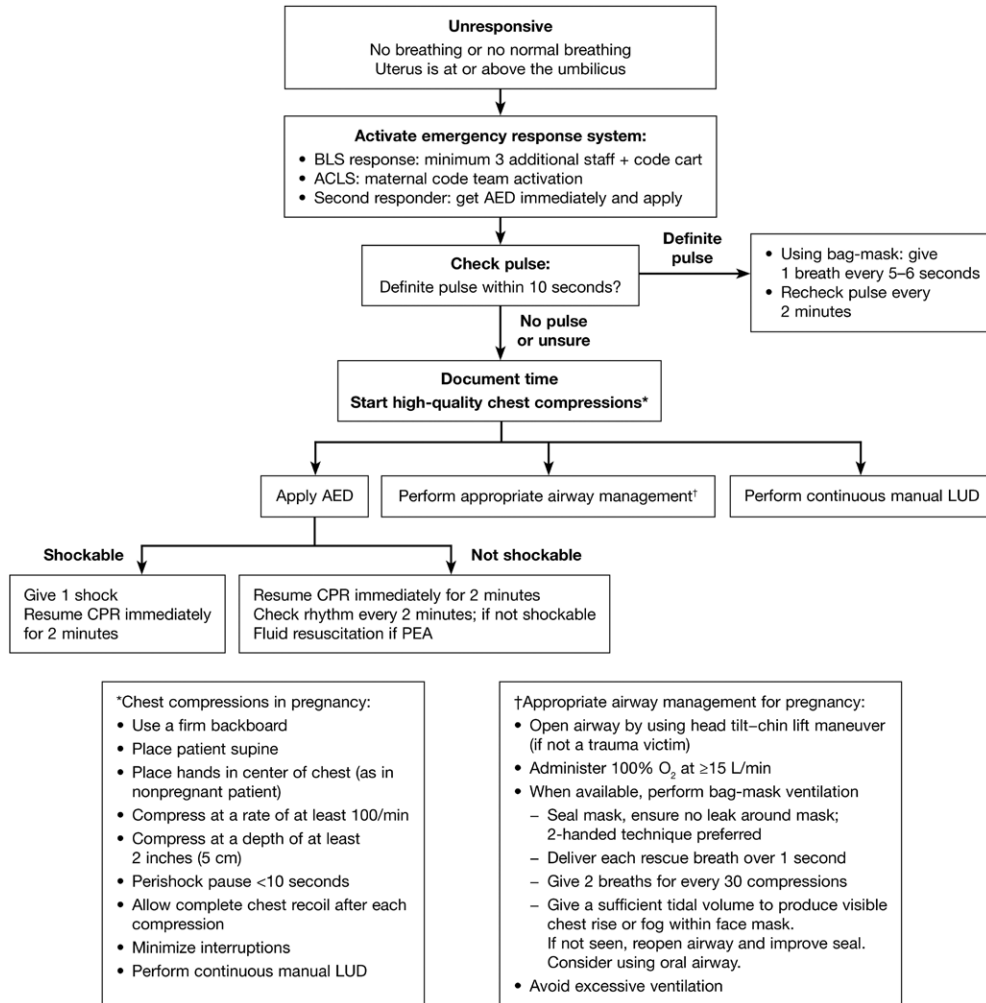 Unresponsive
No breathing or no normal breathing
Uterus is at or above the umbilicus
Activate emergency response system:
• BLS response: minimum 3 additional staff + code cart
• ACLS: maternal code team activation
• Second responder: get AED immediately and apply
Check pulse:
Definite pulse within 10 seconds?
Definite
pulse
• Using bag-mask: give
1 breath every 5–6 seconds
• Recheck pulse every
2 minutes
No pulse
or unsure
Document time
Start high-quality chest compressions*
Apply AED
Perform appropriate airway management†
Perform continuous manual LUD
Shockable
Not shockable
Give 1 shock
Resume CPR immediately
for 2 minutes
Resume CPR immediately for 2 minutes
Check rhythm every 2 minutes; if not shockable
Fluid resuscitation if PEA
*Chest compressions in pregnancy:
• Use a firm backboard
• Place patient supine
• Place hands in center of chest (as in
nonpregnant patient)
• Compress at a rate of at least 100/min
• Compress at a depth of at least
2 inches (5 cm)
• Perishock pause <10 seconds
• Allow complete chest recoil after each
compression
• Minimize interruptions
• Perform continuous manual LUD
†Appropriate airway management for pregnancy:
• Open airway by using head tilt–chin lift maneuver
(if not a trauma victim)
• Administer 100% O₂ at ≥15 L/min
• When available, perform bag-mask ventilation
– Seal mask, ensure no leak around mask;
2-handed technique preferred
– Deliver each rescue breath over 1 second
– Give 2 breaths for every 30 compressions
– Give a sufficient tidal volume to produce visible
chest rise or fog within face mask.
If not seen, reopen airway and improve seal.
Consider using oral airway.
• Avoid excessive ventilation